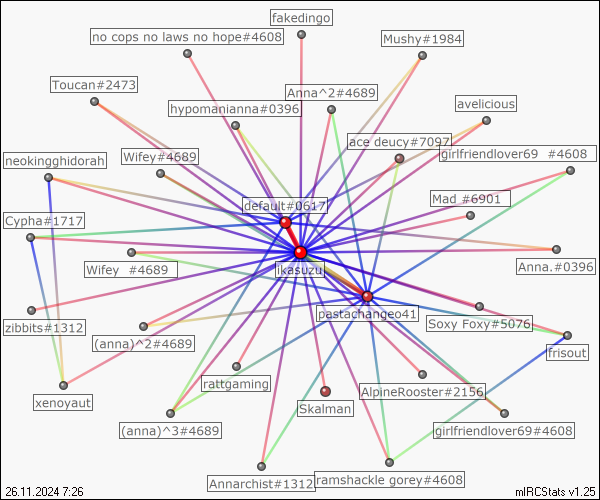 fakedingo
no cops no laws no hope#4608
Mushy#1984
Toucan#2473
Anna^2#4689
hypomanianna#0396
avelicious
ace deucy#7097
neokingghidorah
Wifey#4689
girlfriendlover69 #4608
default#0617
Mad_#6901
Cypha#1717
Wifey_#4689
ikasuzu
Anna.#0396
pastachangeo41
zibbits#1312
(anna)^2#4689
Soxy Foxy#5076
frisout
rattgaming
AlpineRooster#2156
xenoyaut
Skalman
(anna)^3#4689
girlfriendlover69#4608
Annarchist#1312
ramshackle gorey#4608
26.11.2024 7:26
mIRCStats v1.25